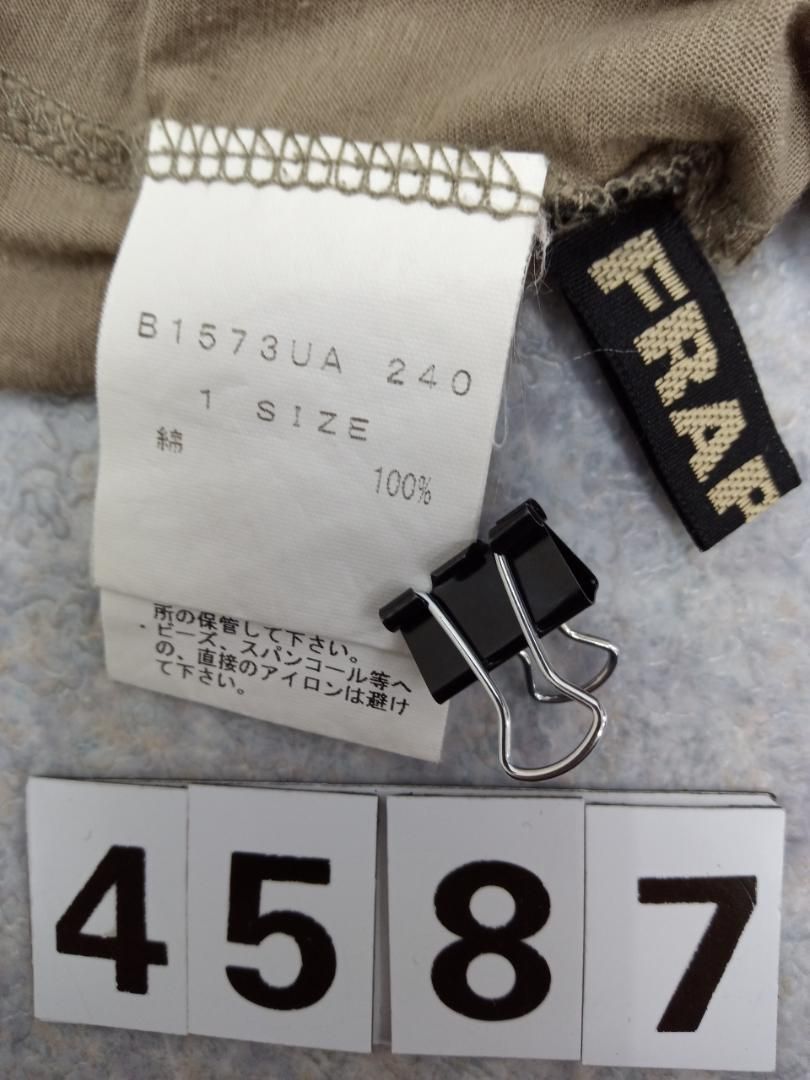 B1573UA 240
1 SIZE
綿
100%
所の保管して下さい。
・ビーズ、スパンコール等へ
の、直接のアイロンは避け
て下さい。
FRAP
4587